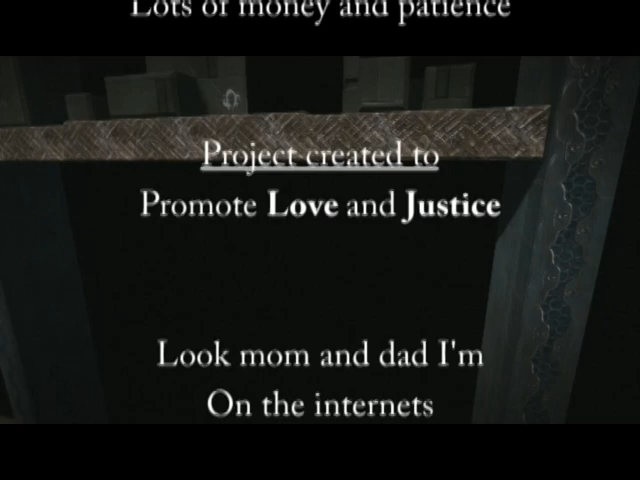 Lots of money and patience
Project created to
Promote Love and Justice
Look mom and dad I'm
On the internets